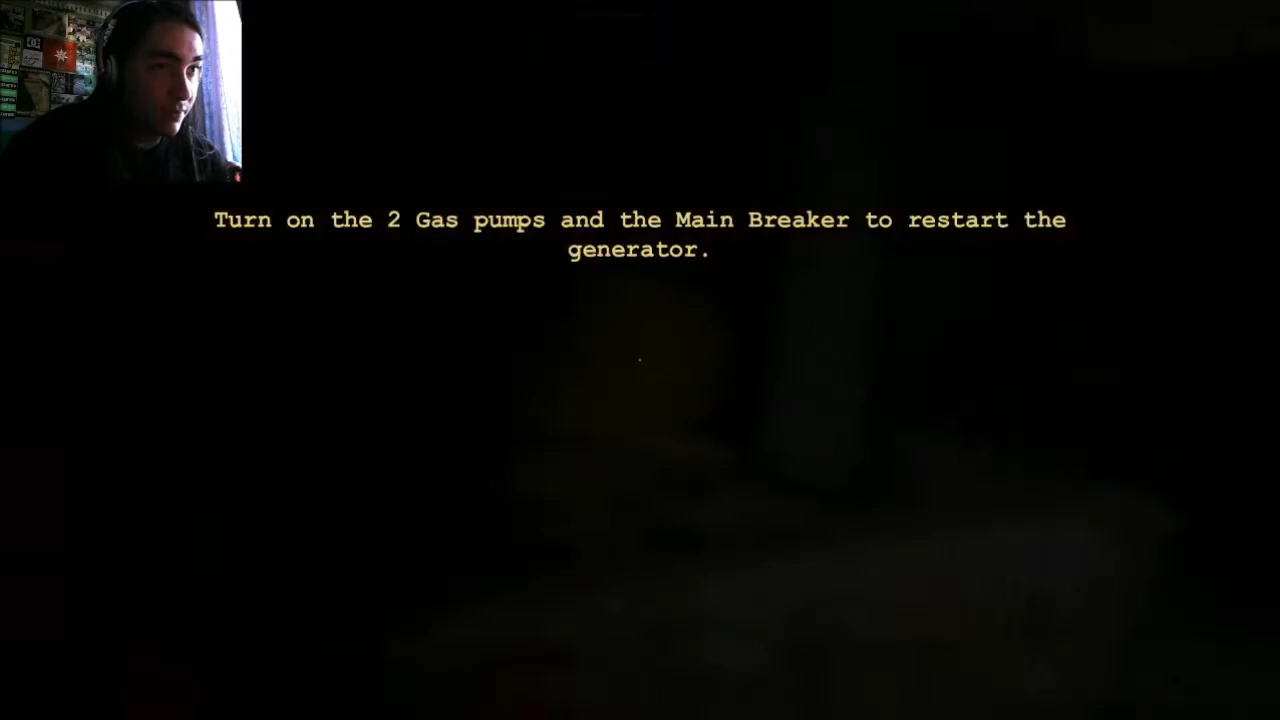 Turn on the 2 Gas pumps and the Main Breaker to restart the
generator.